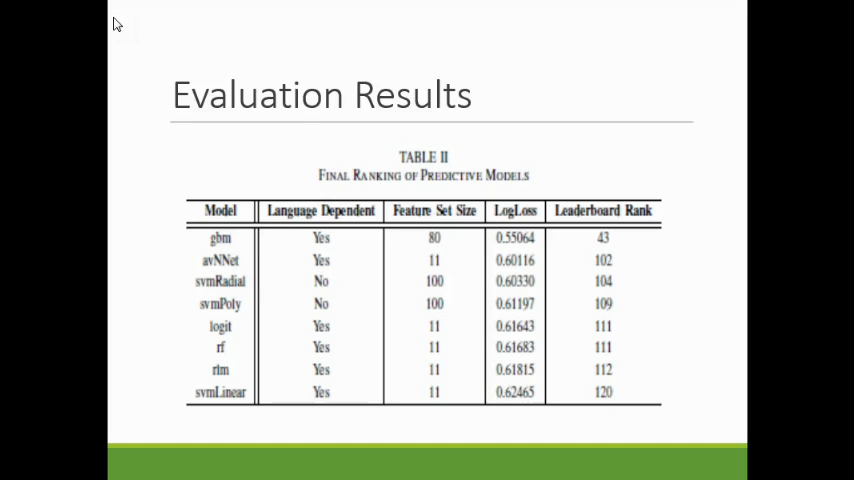 Evaluation Results
TABLE II
FINAL RANKING OF PREDICTIVE MODELS
Model Language Dependent Feature Set Size LogLoss Leaderboard Rank
gbm Yes 80 0.55064 43
avNNet Yes 11 0.60116 102
svmRadial No 100 0.60330 104
svmPoly No 100 0.61197 109
logit Yes 11 0.61643 111
rf Yes 11 0.61683 111
rlm Yes 11 0.61815 112
svmLinear Yes 11 0.62465 120